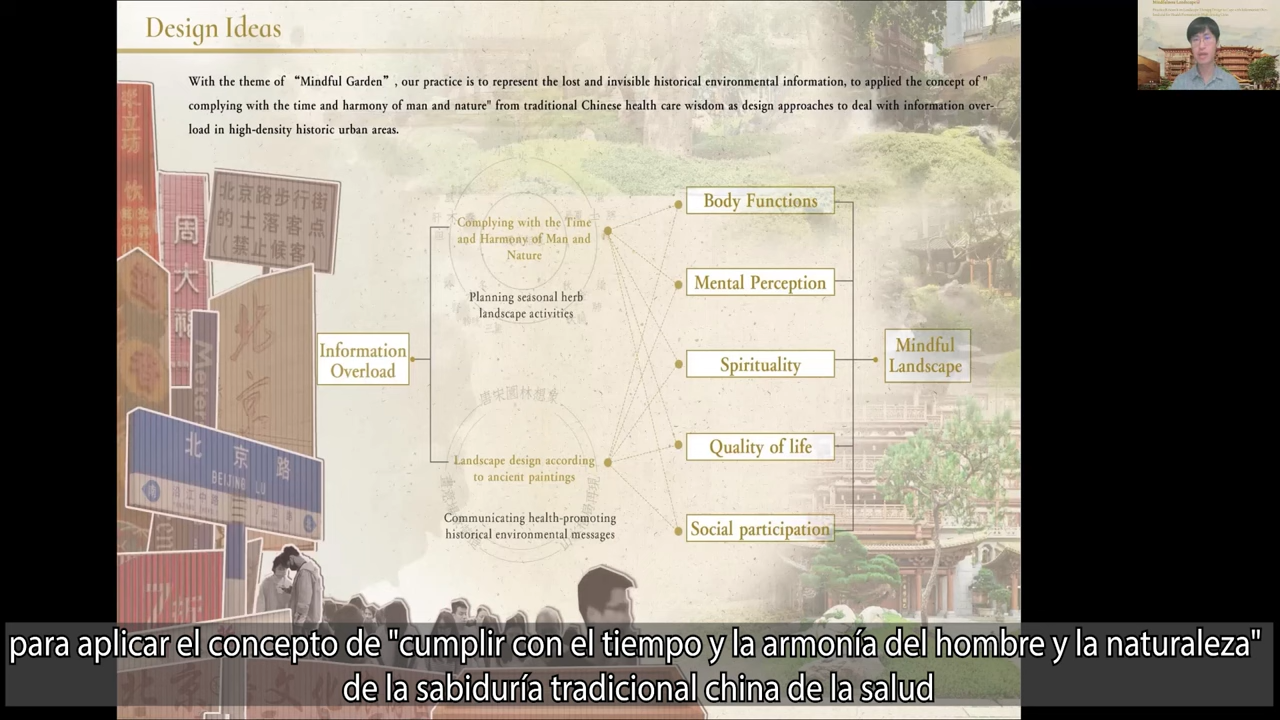 Design Ideas
With the theme of “Mindful Garden”, our practice is to represent the lost and invisible historical environmental information, to applied the concept of "
complying with the time and harmony of man and nature" from traditional Chinese health care wisdom as design approaches to deal with information over-
load in high-density historic urban areas.
北京路步行街
的士落客点
（禁止候客
周大福
北京
Mete
北京路
BEIJING LU
Information
Overload
Complying with the Time
and Harmony of Man and
Nature
Planning seasonal herb
landscape activities
唐宋園林想象
Landscape design according
to ancient paintings
Communicating health-promoting
historical environmental messages
Body Functions
Mental Perception
Spirituality
Quality of life
Social participation
Mindful
Landscape
para aplicar el concepto de "cumplir con el tiempo y la armonía del hombre y la naturaleza"
de la sabiduría tradicional china de la salud